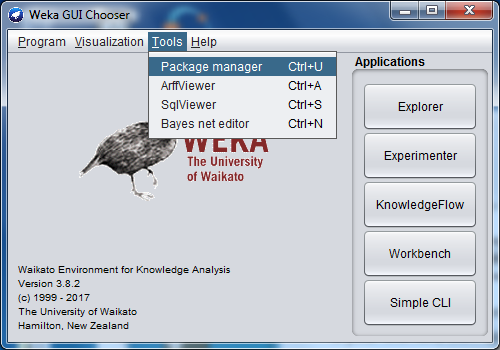 Weka GUI Chooser
Program Visualization Tools Help
Package manager Ctrl+U
ArffViewer Ctrl+A
SqlViewer Ctrl+S
Bayes net editor Ctrl+N
WEKA
The University
of Waikato
Waikato Environment for Knowledge Analysis
Version 3.8.2
(c) 1999 - 2017
The University of Waikato
Hamilton, New Zealand
Applications
Explorer
Experimenter
KnowledgeFlow
Workbench
Simple CLI